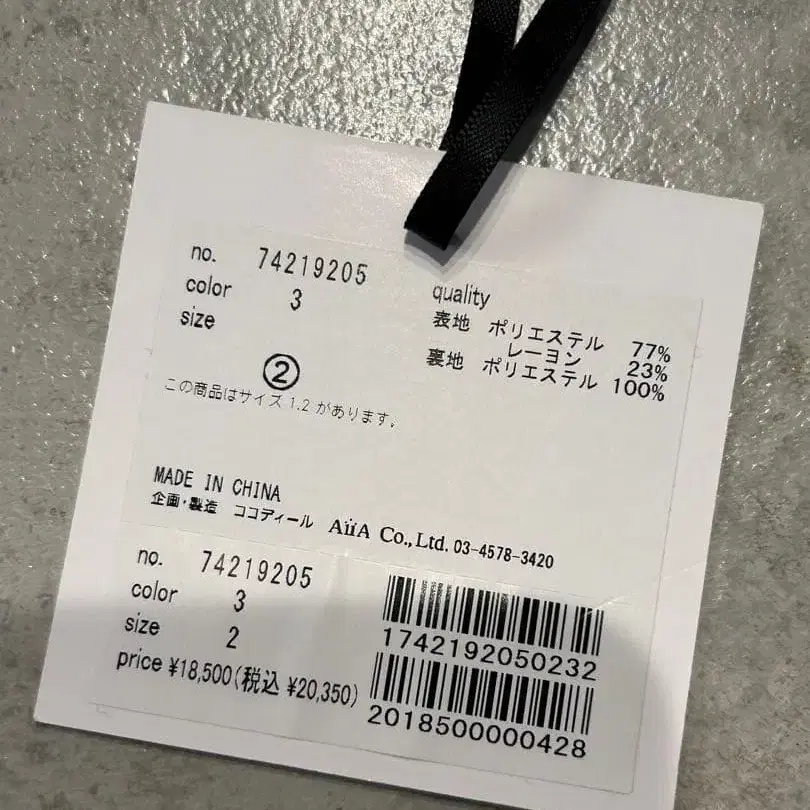 no. 74219205
color 3
size
②
この商品はサイズ 1.2 があります。
quality
表地 ポリエステル 77%
レーヨン 23%
裏地 ポリエステル 100%
MADE IN CHINA
企画・製造 ココディール AïiA Co.,Ltd. 03-4578-3420
no. 74219205
color 3
size 2
price ¥18,500(税込 ¥20,350)
1742192050232
2018500000428